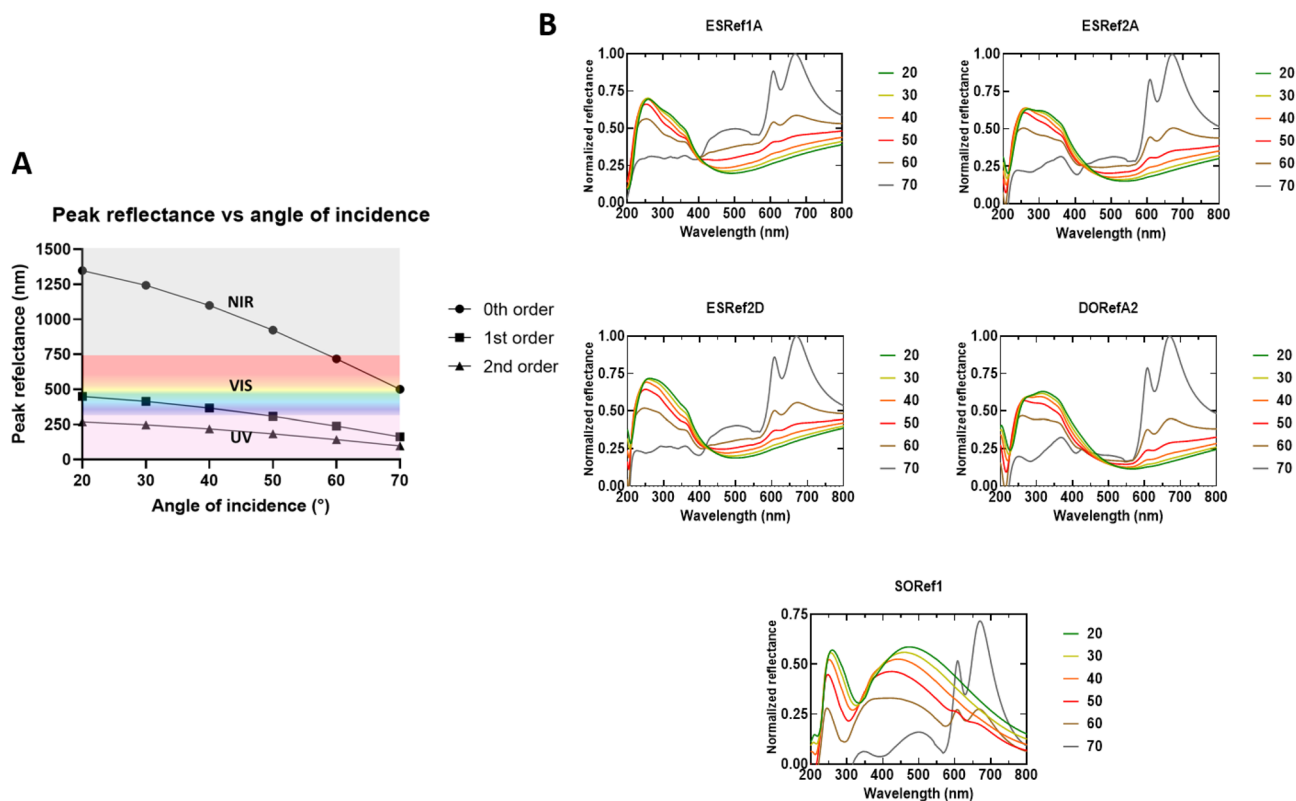 A
Peak reflectance vs angle of incidence
Peak refelctance (nm)
1500
1250
1000
750
500
250
0
NIR
VIS
UV
20 30 40 50 60 70
Angle of incidence (°)
0th order
1st order
2nd order
B
ESRef1A
Normalized reflectance
1.00
0.75
0.50
0.25
0.00
200 300 400 500 600 700 800
Wavelength (nm)
20
30
40
50
60
70
ESRef2A
Normalized reflectance
1.00
0.75
0.50
0.25
0.00
200 300 400 500 600 700 800
Wavelength (nm)
20
30
40
50
60
70
ESRef2D
Normalized reflectance
1.00
0.75
0.50
0.25
0.00
200 300 400 500 600 700 800
Wavelength (nm)
20
30
40
50
60
70
DORefA2
Normalized reflectance
1.00
0.75
0.50
0.25
0.00
200 300 400 500 600 700 800
Wavelength (nm)
20
30
40
50
60
70
SORef1
Normalized reflectance
0.75
0.50
0.25
0.00
200 300 400 500 600 700 800
Wavelength (nm)
20
30
40
50
60
70